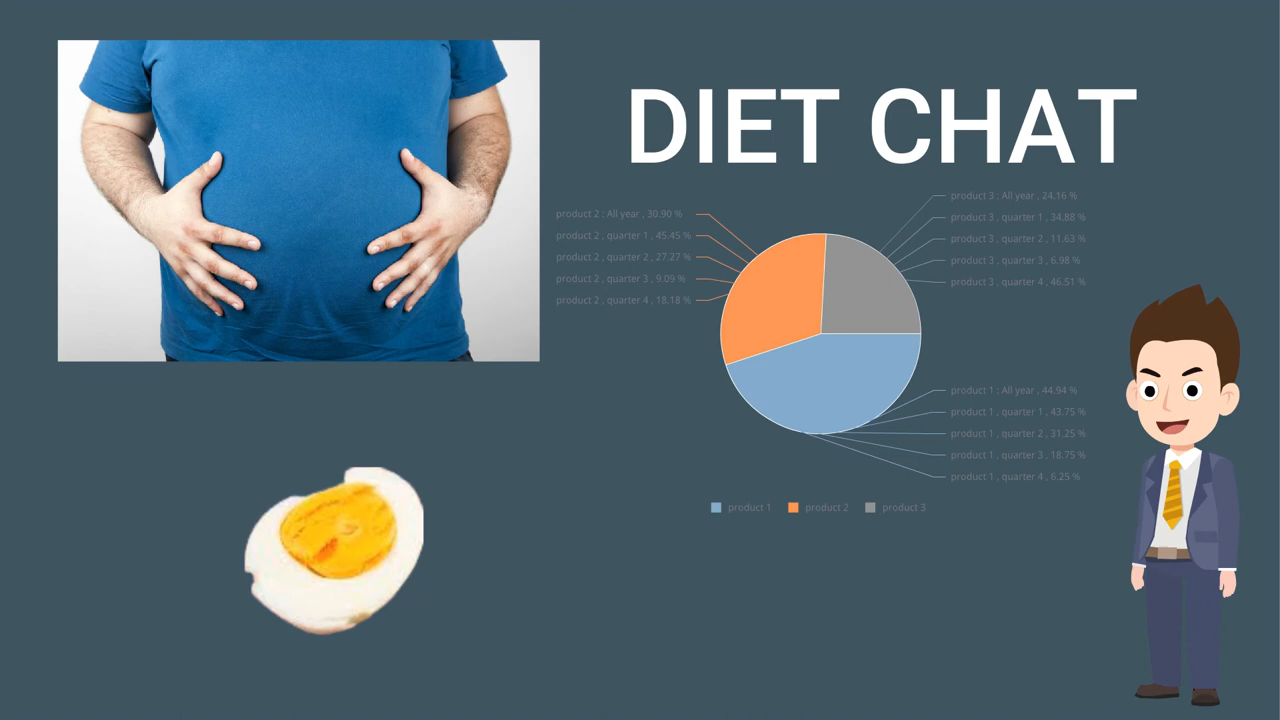 DIET CHAT
product 2 : All year , 30.90 %
product 2 , quarter 1 , 45.45 %
product 2 , quarter 2 , 27.27 %
product 2 , quarter 3 , 9.09 %
product 2 , quarter 4 , 18.18 %
product 3 : All year , 24.16 %
product 3 , quarter 1 , 34.88 %
product 3 , quarter 2 , 11.63 %
product 3 , quarter 3 , 6.98 %
product 3 , quarter 4 , 46.51 %
product 1 : All year , 44.94 %
product 1 , quarter 1 , 43.75 %
product 1 , quarter 2 , 31.25 %
product 1 , quarter 3 , 18.75 %
product 1 , quarter 4 , 6.25 %
product 1 product 2 product 3